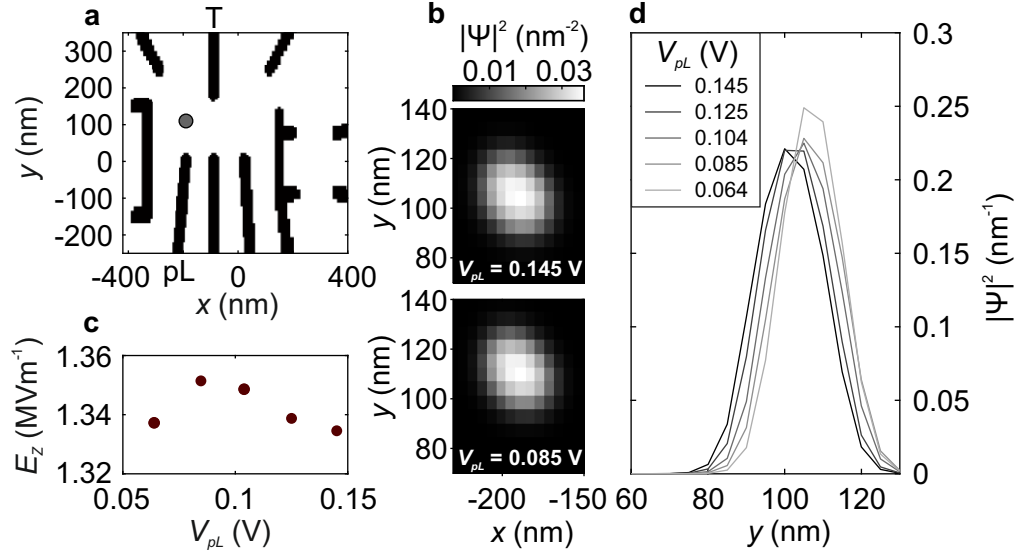 a
T
y (nm)
300
200
100
0
-100
-200
-400
0
400
pL
x (nm)
b
|Ψ|² (nm⁻²)
0.01 0.03
y (nm)
140
120
100
80
V_pL = 0.145 V
y (nm)
140
120
100
80
V_pL = 0.085 V
-200 -150
x (nm)
c
E_Z (MVm⁻¹)
1.36
1.34
1.32
0.05 0.1 0.15
V_pL (V)
d
V_pL (V)
0.145
0.125
0.104
0.085
0.064
0.3
0.25
0.2
0.15
0.1
0.05
0
|Ψ|² (nm⁻¹)
60 80 100 120
y (nm)